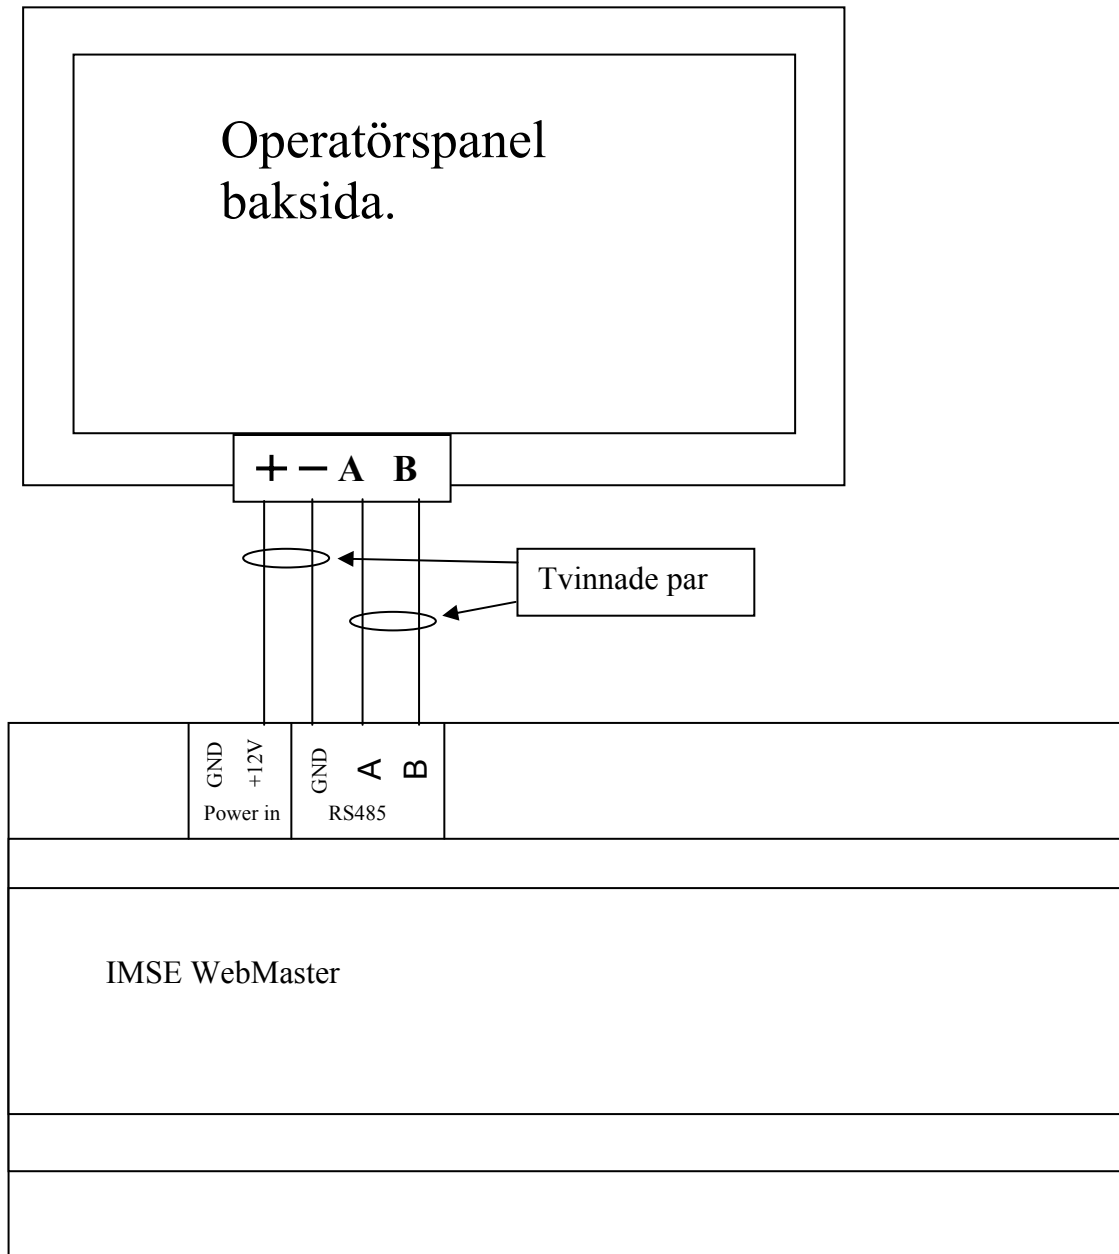 Operatörspanel
baksida.
+ − A B
Tvinnade par
GND
+12V
GND
A
B
Power in
RS485
IMSE WebMaster